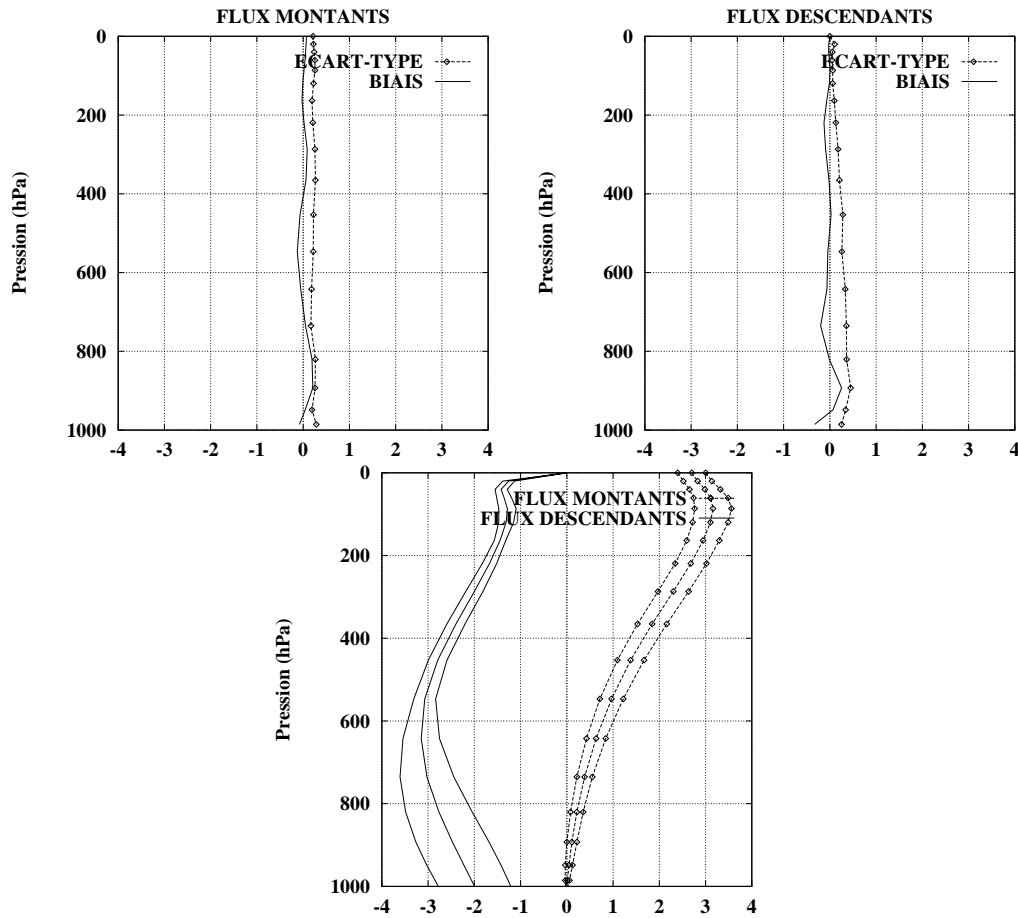 FLUX MONTANTS
0
200
400
600
800
1000
Pression (hPa)
ECART-TYPE
BIAIS
-4 -3 -2 -1 0 1 2 3 4
FLUX DESCENDANTS
0
200
400
600
800
1000
Pression (hPa)
ECART-TYPE
BIAIS
-4 -3 -2 -1 0 1 2 3 4
0
200
400
600
800
1000
Pression (hPa)
FLUX MONTANTS
FLUX DESCENDANTS
-4 -3 -2 -1 0 1 2 3 4